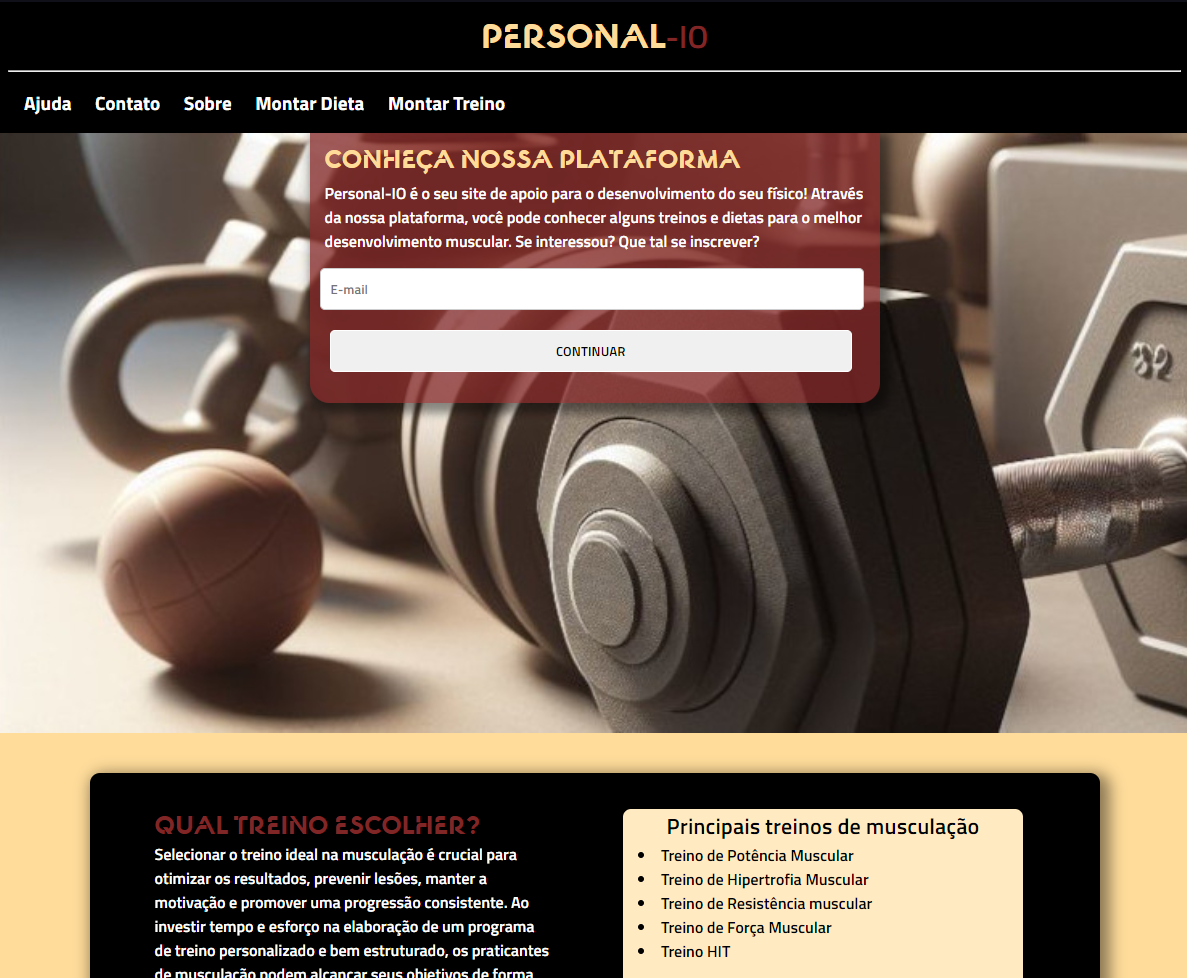 PERSONAL-IO
Ajuda Contato Sobre Montar Dieta Montar Treino
CONHEÇA NOSSA PLATAFORMA
Personal-IO é o seu site de apoio para o desenvolvimento do seu físico! Através
da nossa plataforma, você pode conhecer alguns treinos e dietas para o melhor
desenvolvimento muscular. Se interessou? Que tal se inscrever?
E-mail
CONTINUAR
32
QUAL TREINO ESCOLHER?
Selecionar o treino ideal na musculação é crucial para
otimizar os resultados, prevenir lesões, manter a
motivação e promover uma progressão consistente. Ao
investir tempo e esforço na elaboração de um programa
de treino personalizado e bem estruturado, os praticantes
de musculação podem alcançar seus objetivos de forma
Principais treinos de musculação
• Treino de Potência Muscular
• Treino de Hipertrofia Muscular
• Treino de Resistência muscular
• Treino de Força Muscular
• Treino HIT